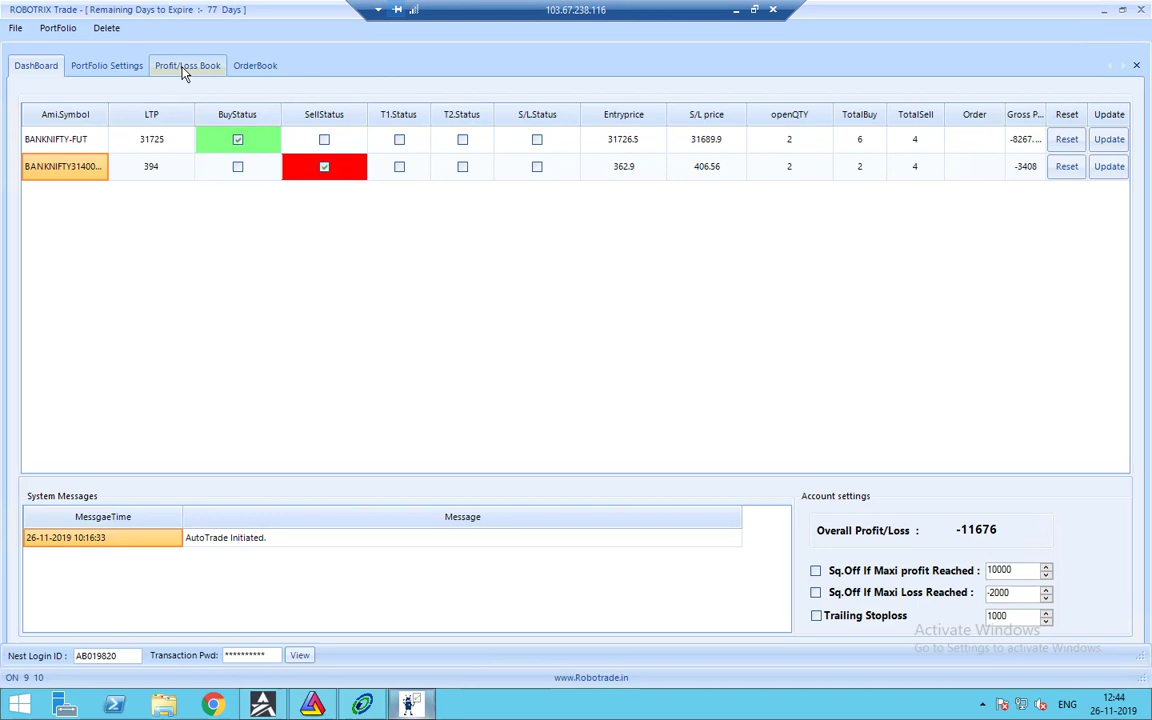 ROBOTRIX Trade - [ Remaining Days to Expire :- 77 Days ]
103.67.238.116
File PortFolio Delete
DashBoard PortFolio Settings Profit/Loss Book OrderBook
Ami.Symbol LTP BuyStatus SellStatus T1.Status T2.Status S/L.Status Entryprice S/L price openQTY TotalBuy TotalSell Order Gross P... Reset Update
BANKNIFTY-FUT 31725 31726.5 31689.9 2 6 4 -8267.... Reset Update
BANKNIFTY31400... 394 362.9 406.56 2 2 4 -3408 Reset Update
System Messages
MessgaeTime Message
26-11-2019 10:16:33 AutoTrade Initiated.
Account settings
Overall Profit/Loss : -11676
Sq.Off If Maxi profit Reached : 10000
Sq.Off If Maxi Loss Reached : -2000
Trailing Stoploss 1000
Activate Windows
Go to Settings to activate Windows.
Nest Login ID : AB019820 Transaction Pwd: ********** View
ON 9 10 www.Robotrade.in
ENG 12:44
26-11-2019